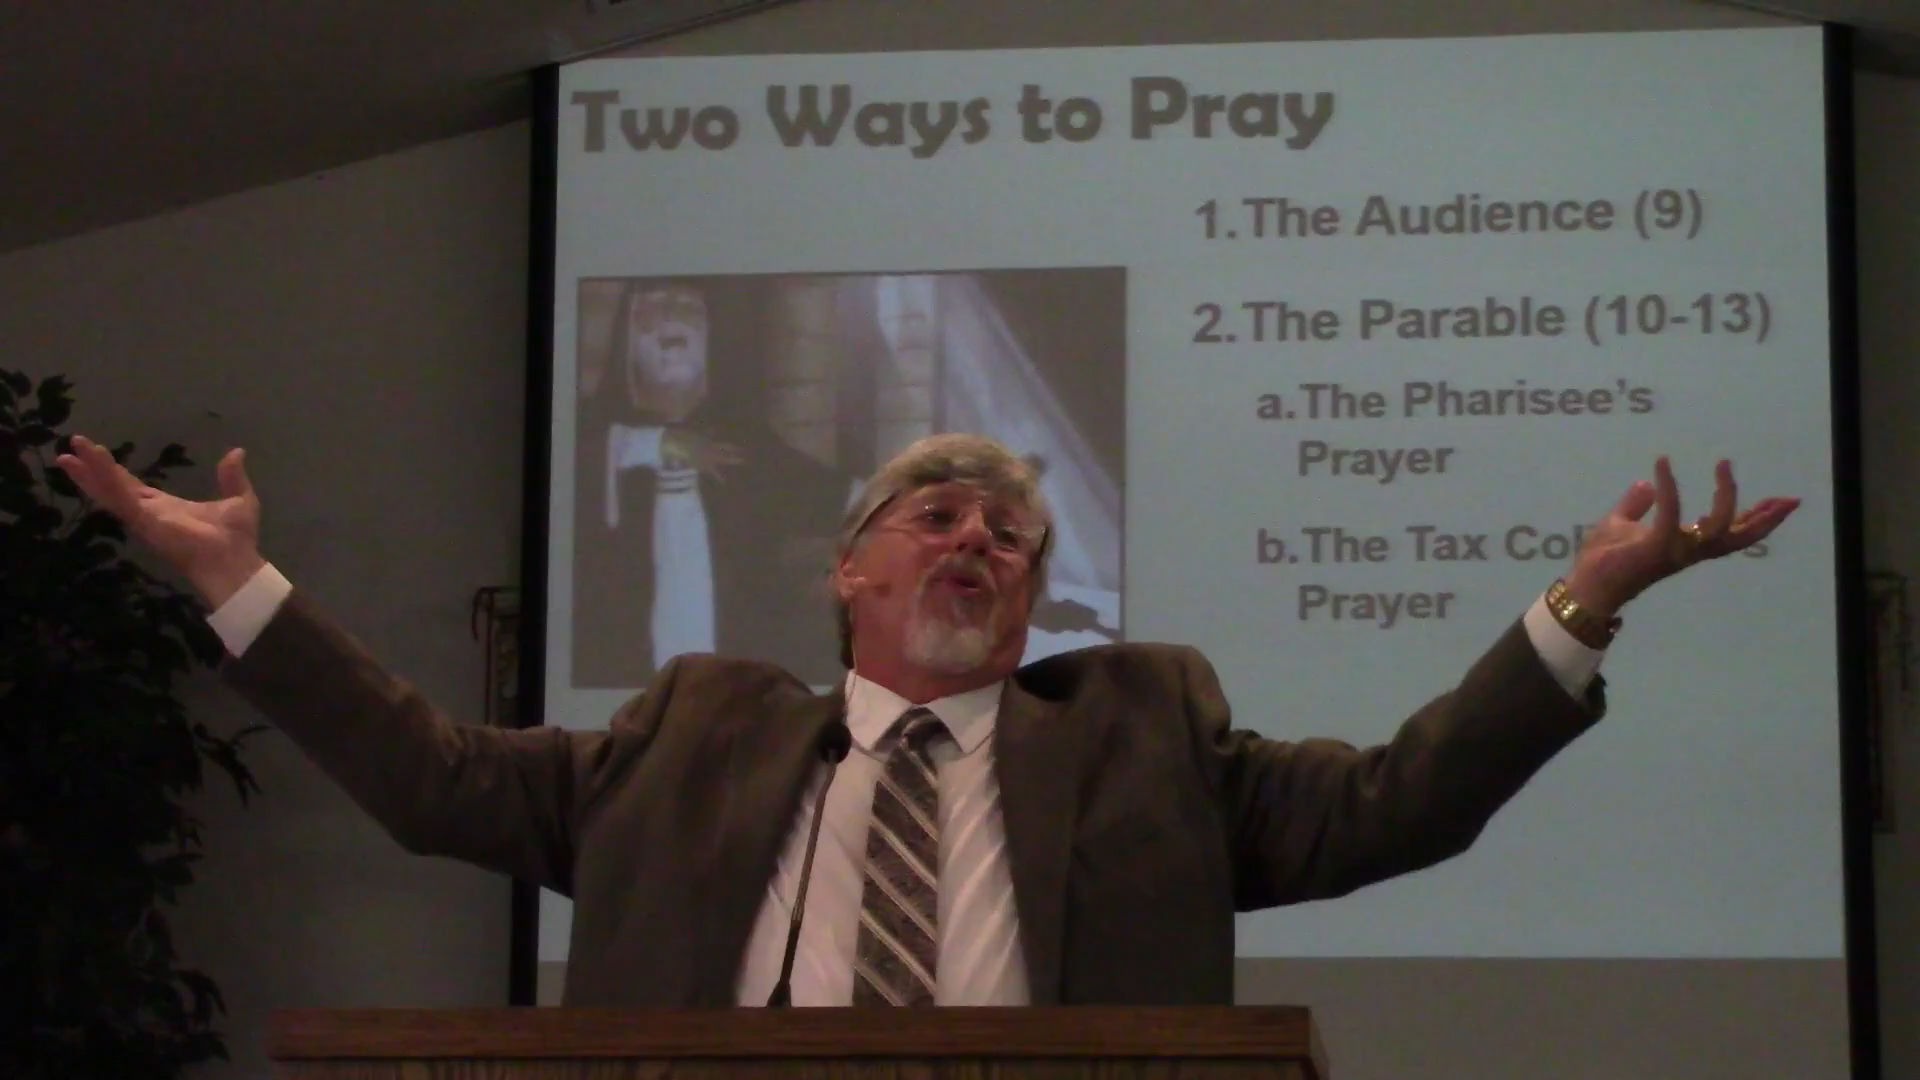 Two Ways to Pray
1. The Audience (9)
2. The Parable (10-13)
a. The Pharisee's
Prayer
b. The Tax
Prayer